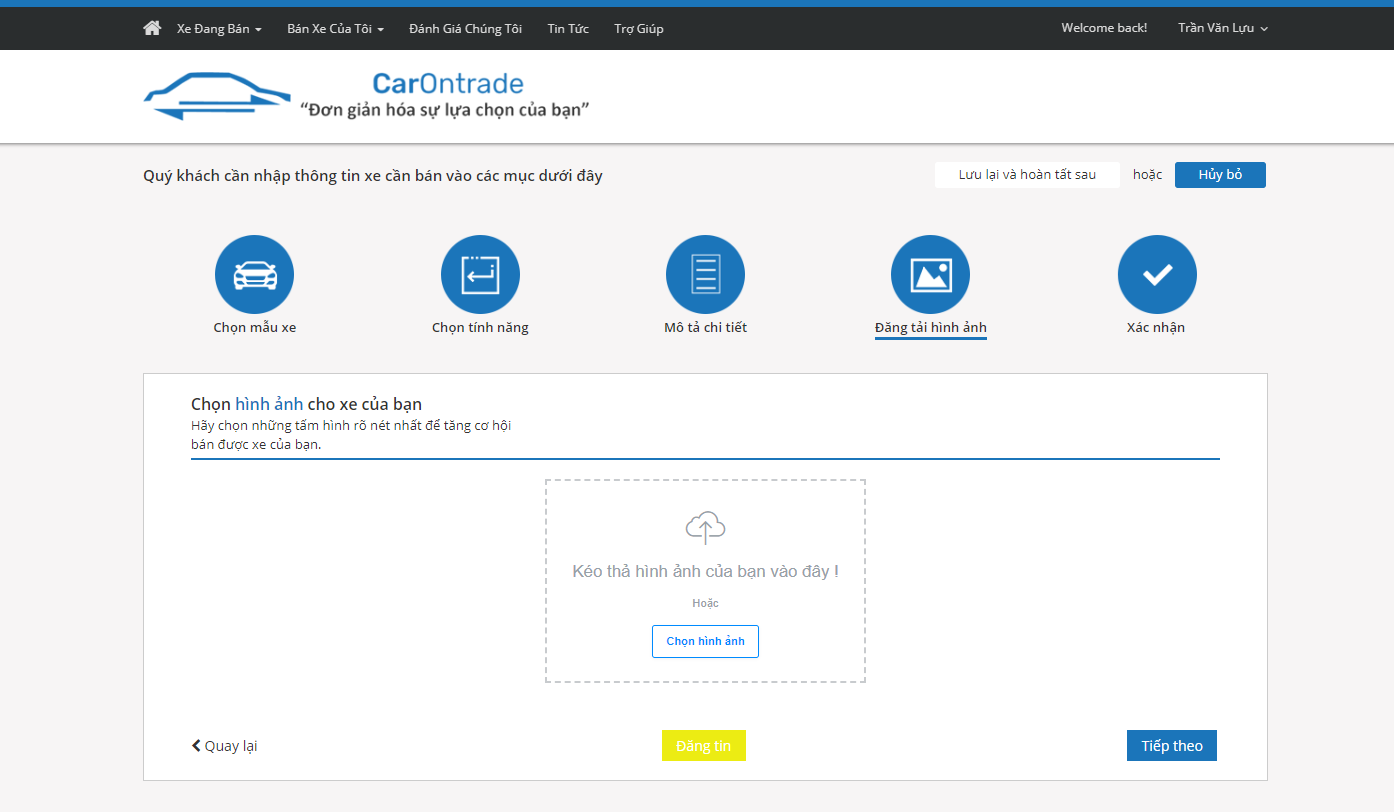 Xe Đang Bán Bán Xe Của Tôi Đánh Giá Chúng Tôi Tin Tức Trợ Giúp Welcome back! Trần Văn Lựu
CarOntrade
“Đơn giản hóa sự lựa chọn của bạn”
Quý khách cần nhập thông tin xe cần bán vào các mục dưới đây Lưu lại và hoàn tất sau hoặc Hủy bỏ
Chọn mẫu xe Chọn tính năng Mô tả chi tiết Đăng tải hình ảnh Xác nhận
Chọn hình ảnh cho xe của bạn
Hãy chọn những tấm hình rõ nét nhất để tăng cơ hội
bán được xe của bạn.
Kéo thả hình ảnh của bạn vào đây !
Hoặc
Chọn hình ảnh
Quay lại Đăng tin Tiếp theo